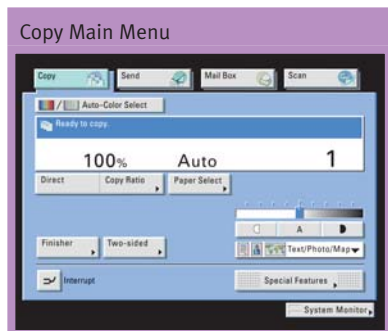 Copy Main Menu
Copy Send Mail Box Scan
Auto-Color Select
Ready to copy.
100% Auto 1
Direct Copy Ratio Paper Select
A
Finisher Two-sided Text/Photo/Map
Interrupt Special Features
System Monitor